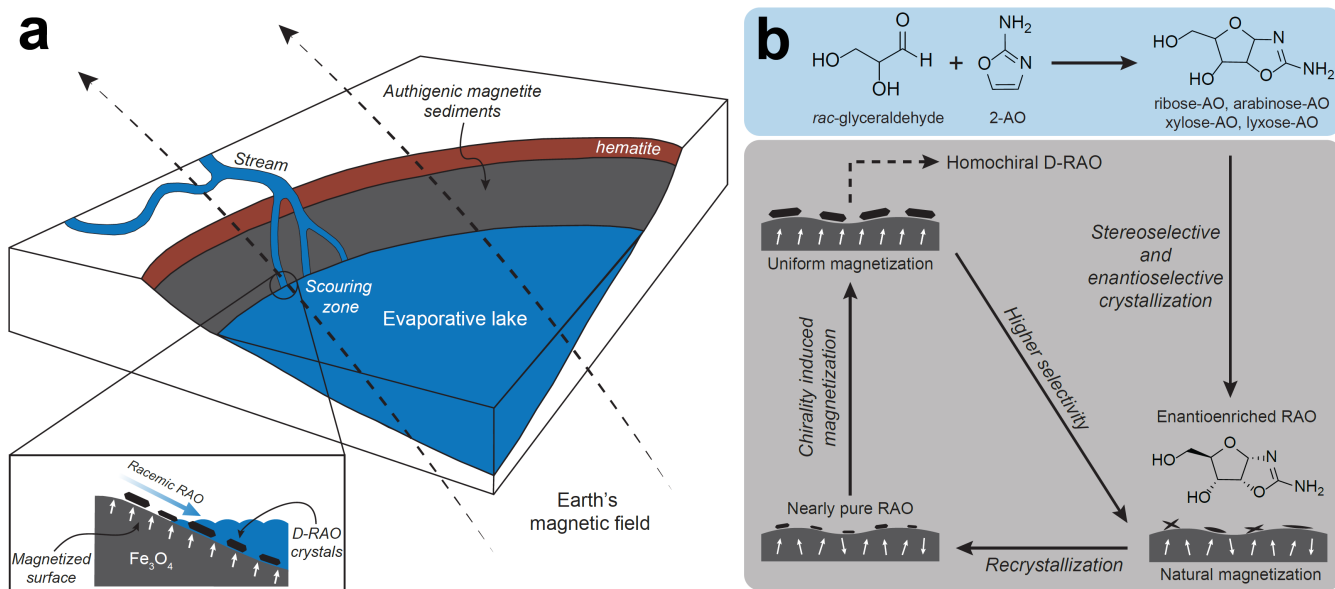 a
Authigenic magnetite
sediments
Stream
hematite
Scouring
zone
Evaporative lake
Earth's
magnetic field
Racemic RAO
D-RAO
crystals
Magnetized
surface
Fe₃O₄
b
HO
O
H
OH
+
NH₂
O
N
HO
O
N
HO
O
NH₂
rac-glyceraldehyde
2-AO
ribose-AO, arabinose-AO
xylose-AO, lyxose-AO
Homochiral D-RAO
Uniform magnetization
Stereoselective
and
enantioselective
crystallization
Higher selectivity
Chirality induced
magnetization
Enantioenriched RAO
HO
O
N
HO
O
NH₂
Nearly pure RAO
Recrystallization
Natural magnetization